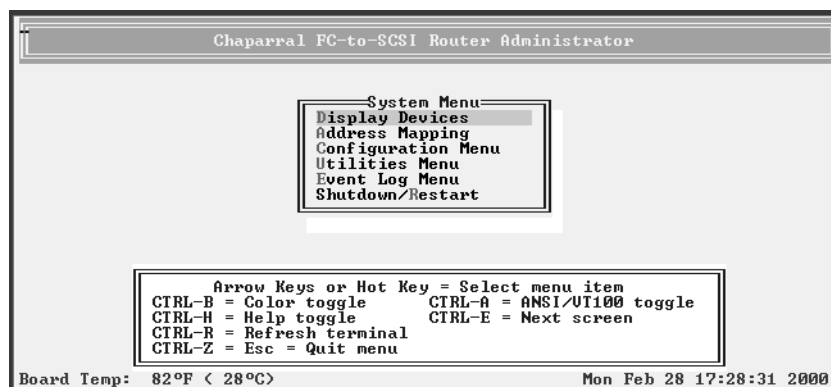 Chaparral FC-to-SCSI Router Administrator
System Menu
Display Devices
Address Mapping
Configuration Menu
Utilities Menu
Event Log Menu
Shutdown/Restart
Arrow Keys or Hot Key = Select menu item
CTRL-B = Color toggle CTRL-A = ANSI/VT100 toggle
CTRL-H = Help toggle CTRL-E = Next screen
CTRL-R = Refresh terminal
CTRL-Z = Esc = Quit menu
Board Temp: 82ºF ( 28ºC) Mon Feb 28 17:28:31 2000